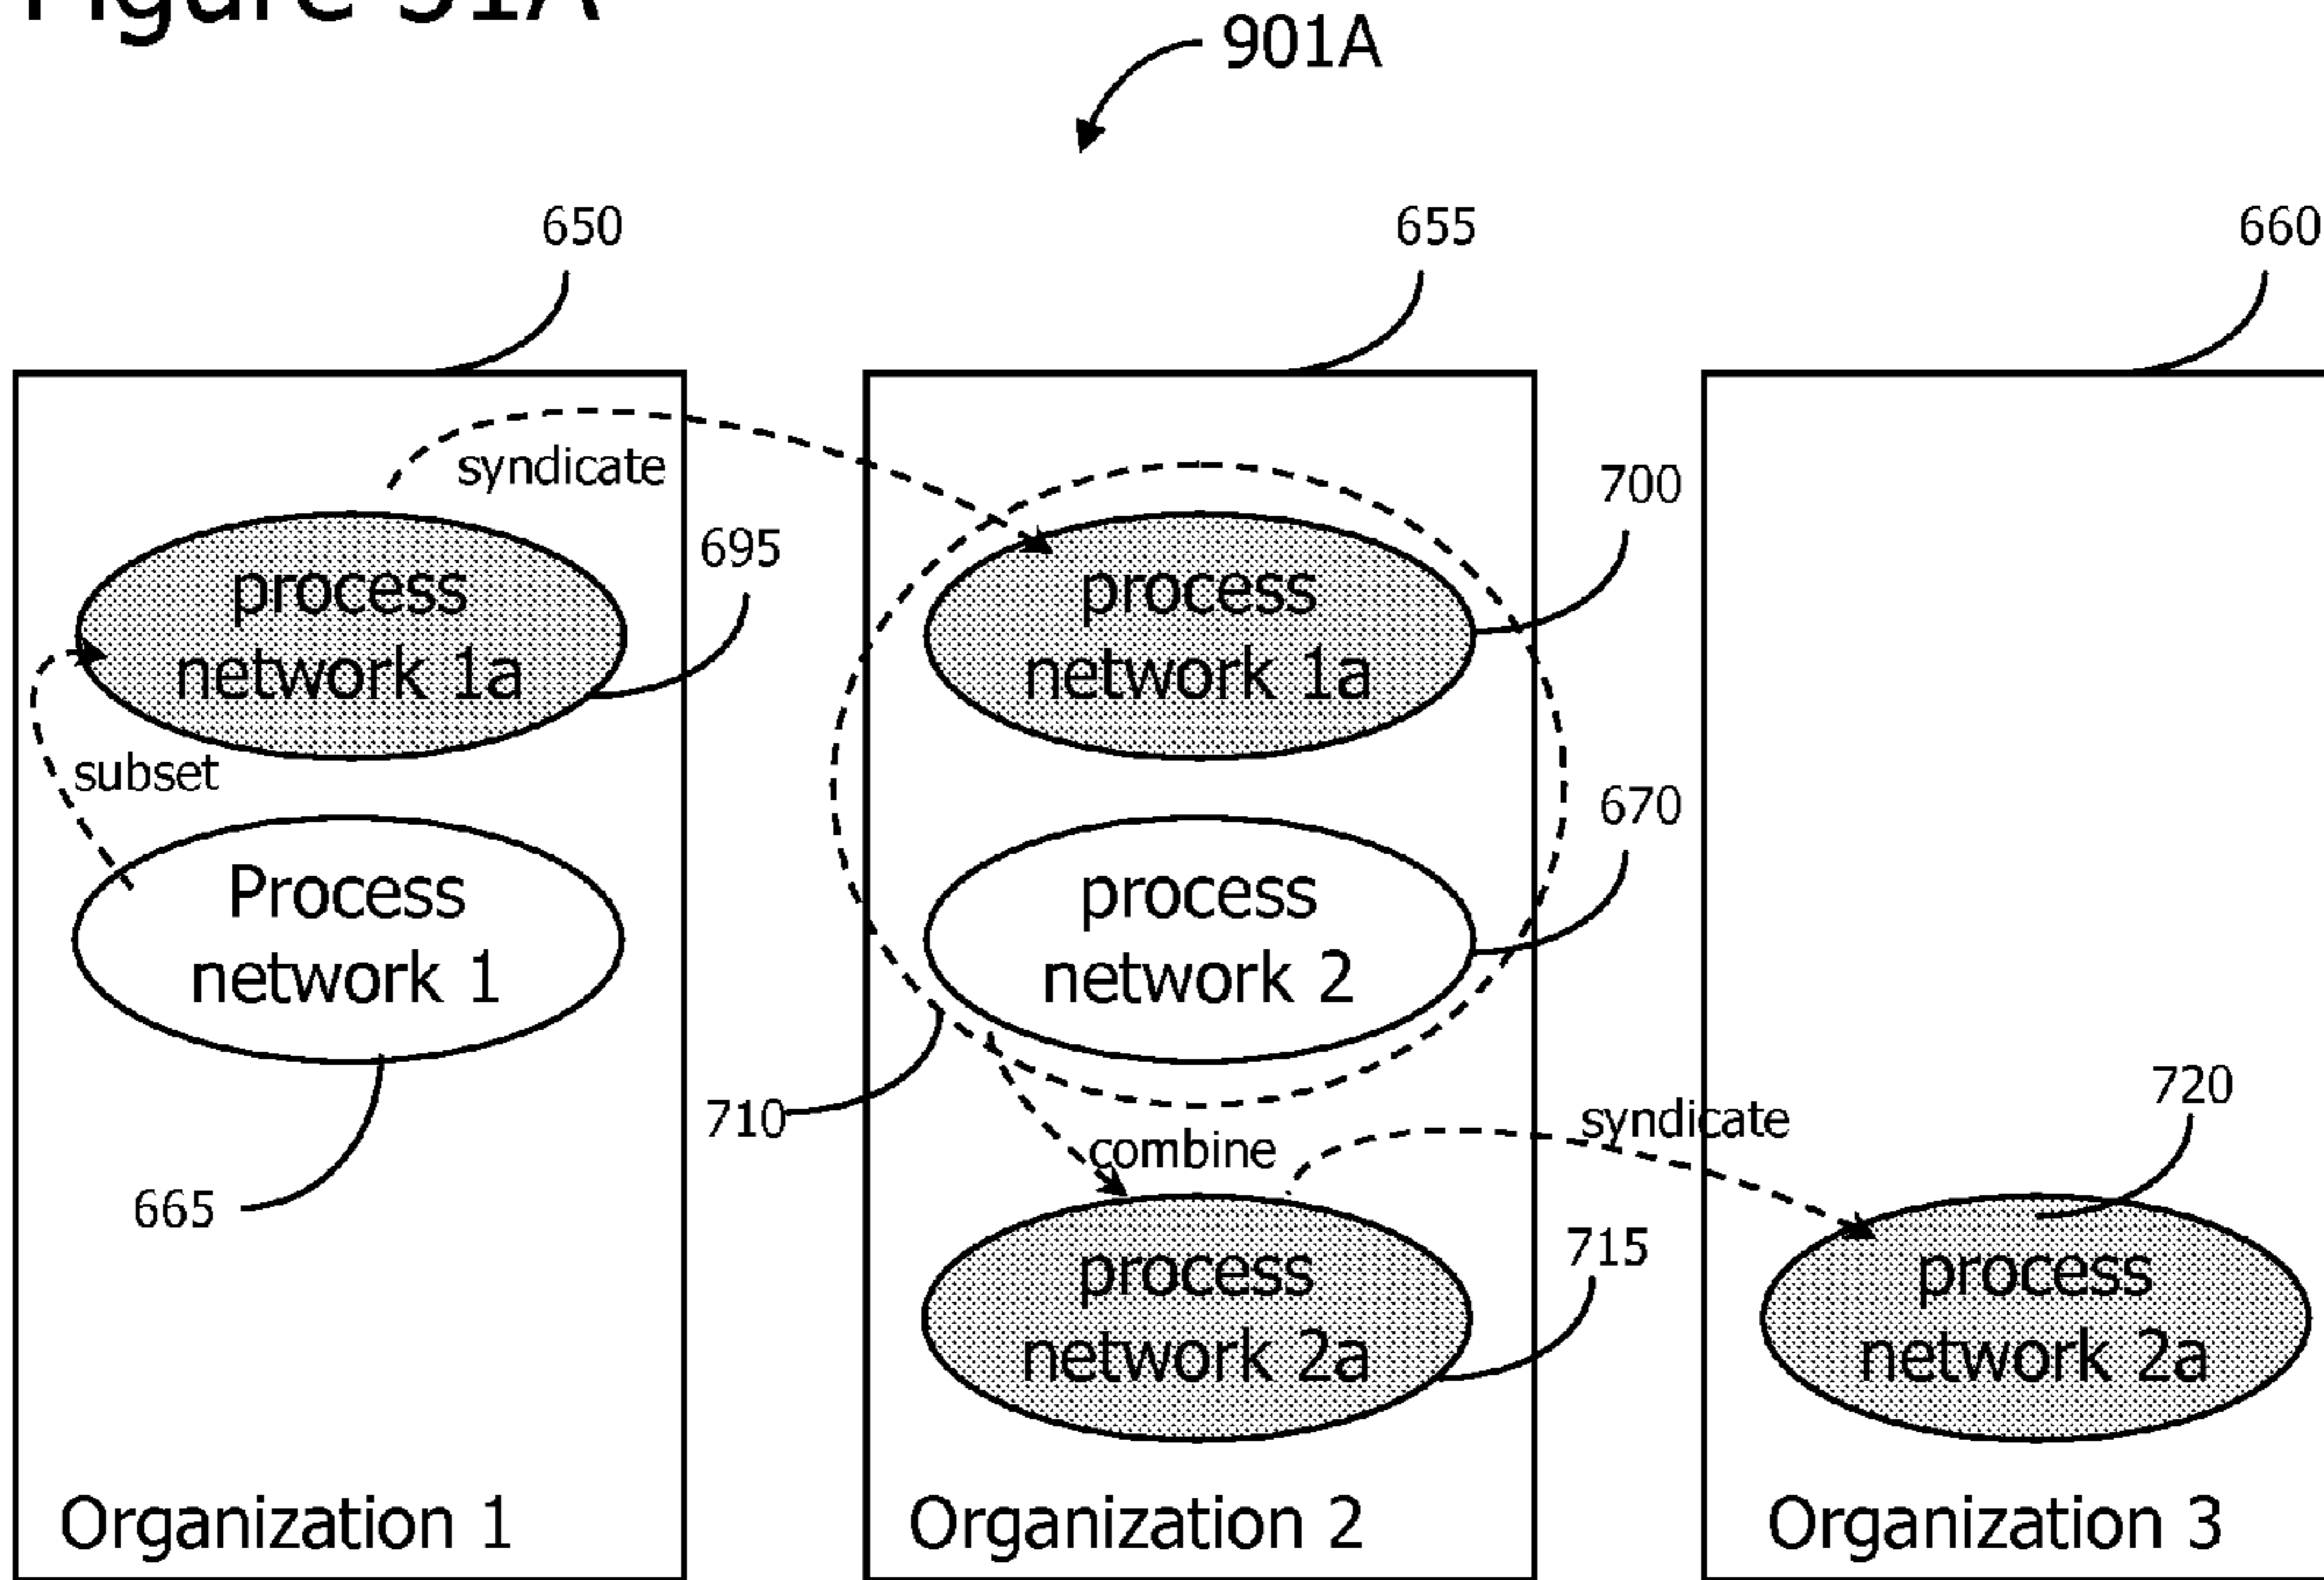 Figure 31A
901A
650
655
660
syndicate
700
695
process
network 1a
process
network 1a
subset
670
Process
network 1
process
network 2
720
710
syndicate
combine
665
715
process
network 2a
process
network 2a
Organization 1
Organization 2
Organization 3